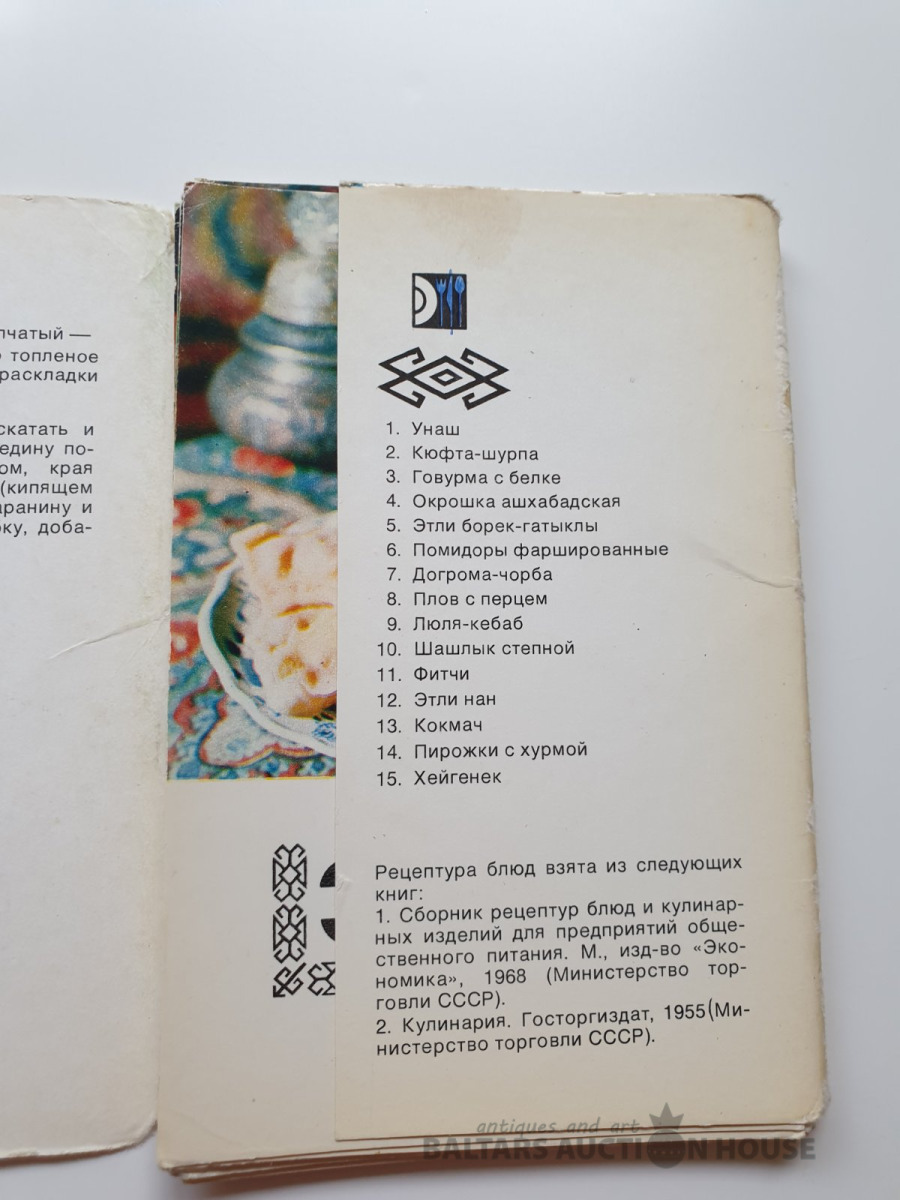 пчатый —
топленое
раскладки
скатать и
едину по-
ом, края
(кипящем
аранину и
рку, доба-
1. Унаш
2. Кюфта-шурпа
3. Говурма с белке
4. Окрошка ашхабадская
5. Этли борек-гатыклы
6. Помидоры фаршированные
7. Догрома-чорба
8. Плов с перцем
9. Люля-кебаб
10. Шашлык степной
11. Фитчи
12. Этли нан
13. Кокмач
14. Пирожки с хурмой
15. Хейгенек
Рецептура блюд взята из следующих
книг:
1. Сборник рецептур блюд и кулинар-
ных изделий для предприятий обще-
ственного питания. М., изд-во «Эко-
номика», 1968 (Министерство тор-
говли СССР).
2. Кулинария. Госторгиздат, 1955(Ми-
нистерство торговли СССР).
antiques and art
BALTARS AUCTION HOUSE